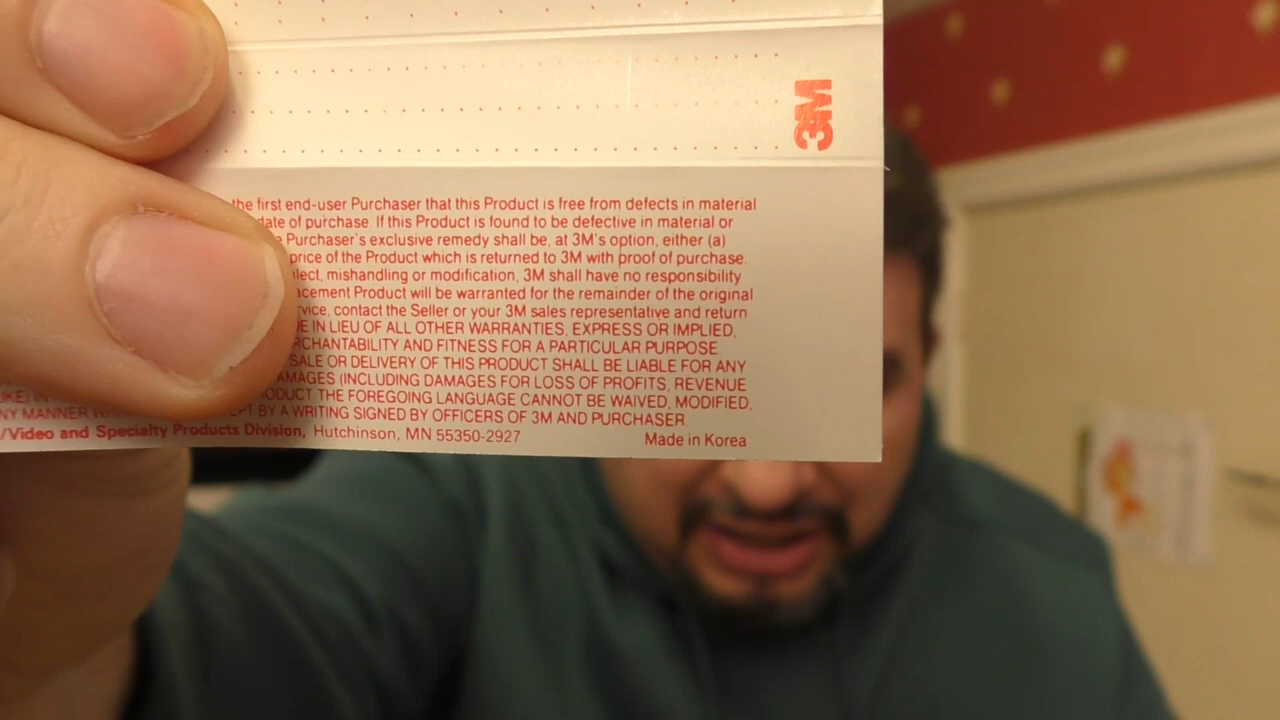 3M
the first end-user Purchaser that this Product is free from defects in material
date of purchase. If this Product is found to be defective in material or
Purchaser's exclusive remedy shall be, at 3M's option, either (a)
price of the Product which is returned to 3M with proof of purchase.
lect, mishandling or modification, 3M shall have no responsibility
acement Product will be warranted for the remainder of the original
vice, contact the Seller or your 3M sales representative and return
E IN LIEU OF ALL OTHER WARRANTIES, EXPRESS OR IMPLIED,
RCHANTABILITY AND FITNESS FOR A PARTICULAR PURPOSE.
SALE OR DELIVERY OF THIS PRODUCT SHALL BE LIABLE FOR ANY
AMAGES (INCLUDING DAMAGES FOR LOSS OF PROFITS, REVENUE
ODUCT THE FOREGOING LANGUAGE CANNOT BE WAIVED, MODIFIED,
NY MANNER PT BY A WRITING SIGNED BY OFFICERS OF 3M AND PURCHASER.
/Video and Specialty Products Division, Hutchinson, MN 55350-2927 Made in Korea